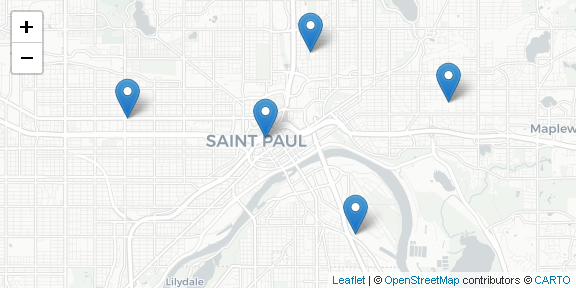 +
−
SAINT PAUL
Maplew
Lilydale
Leaflet | © OpenStreetMap contributors © CARTO